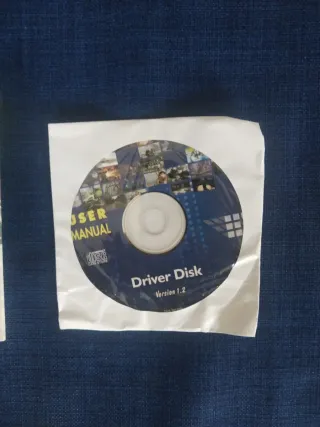 USER
MANUAL
Driver Disk
Version 1.2